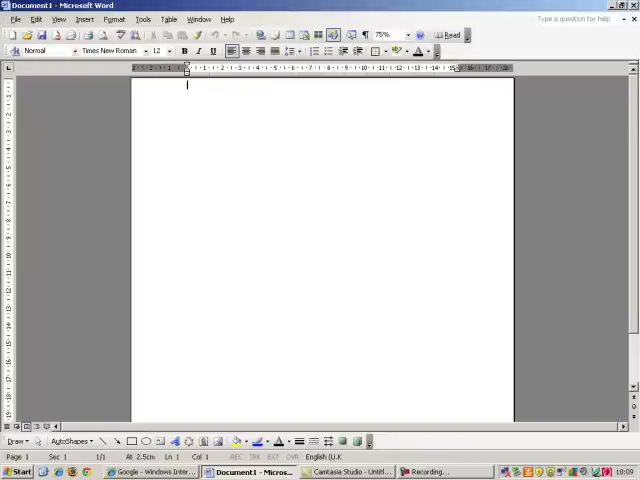 Document1 - Microsoft Word
File Edit View Insert Format Tools Table Window Help
Type a question for help
75% Read
Normal Times New Roman 12 B I U
Draw AutoShapes
Page 1 Sec 1 1/1 At 2.5cm Ln 1 Col 1 REC TRK EXT OVR English (U.K
Start Google - Windows Inter... Document1 - Microso... Camtasia Studio - Untitl... Recording... 10:09